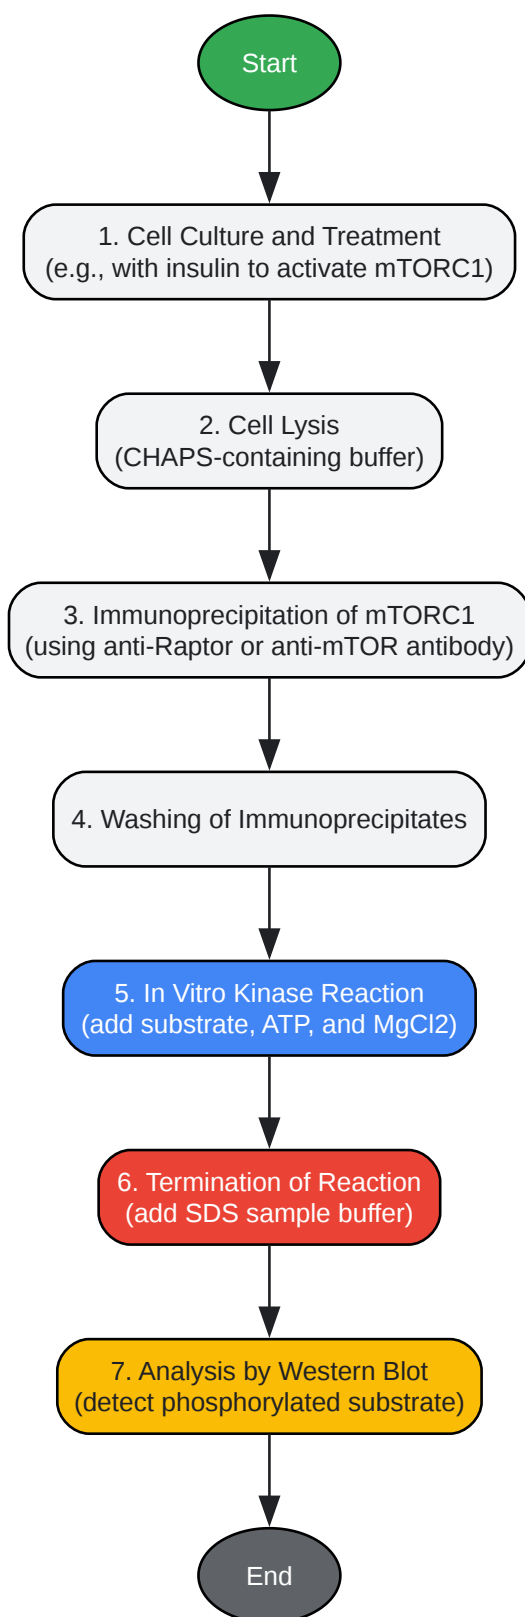 Start
1. Cell Culture and Treatment
(e.g., with insulin to activate mTORC1)
2. Cell Lysis
(CHAPS-containing buffer)
3. Immunoprecipitation of mTORC1
(using anti-Raptor or anti-mTOR antibody)
4. Washing of Immunoprecipitates
5. In Vitro Kinase Reaction
(add substrate, ATP, and MgCl2)
6. Termination of Reaction
(add SDS sample buffer)
7. Analysis by Western Blot
(detect phosphorylated substrate)
End